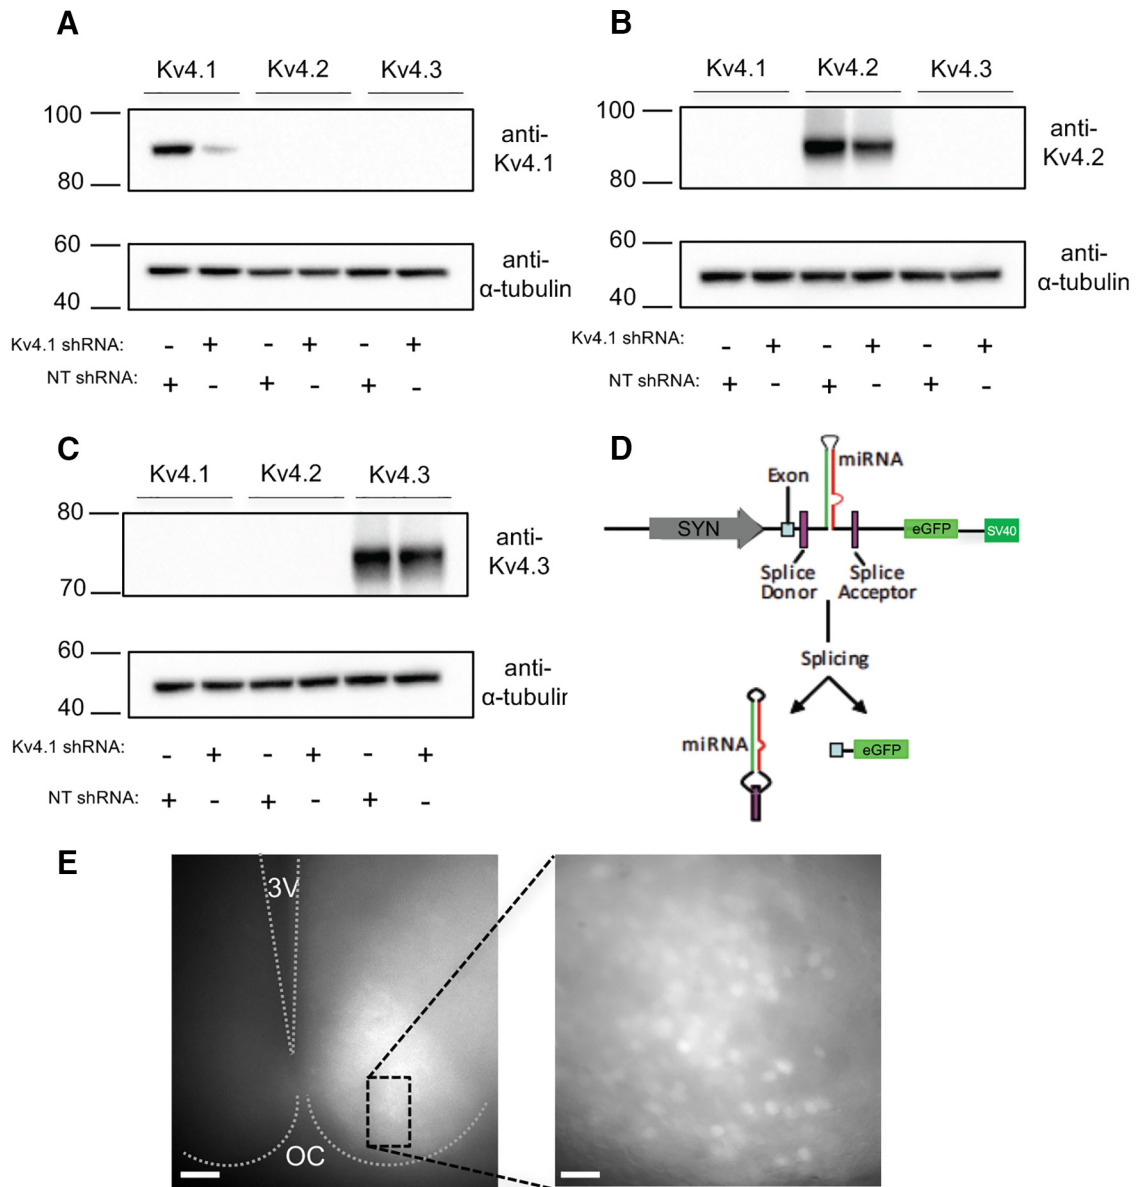 A
Kv4.1 Kv4.2 Kv4.3
100
80
anti-
Kv4.1
60
40
anti-
α-tubulin
Kv4.1 shRNA: - + - + - +
NT shRNA: + - + - + -
B
Kv4.1 Kv4.2 Kv4.3
100
80
anti-
Kv4.2
60
40
anti-
α-tubulin
Kv4.1 shRNA: - + - + - +
NT shRNA: + - + - + -
C
Kv4.1 Kv4.2 Kv4.3
80
70
anti-
Kv4.3
60
40
anti-
α-tubulir
Kv4.1 shRNA: - + - + - +
NT shRNA: + - + - + -
D
miRNA
Exon
SYN
eGFP
SV40
Splice
Donor
Splice
Acceptor
Splicing
miRNA
eGFP
E
3V
OC